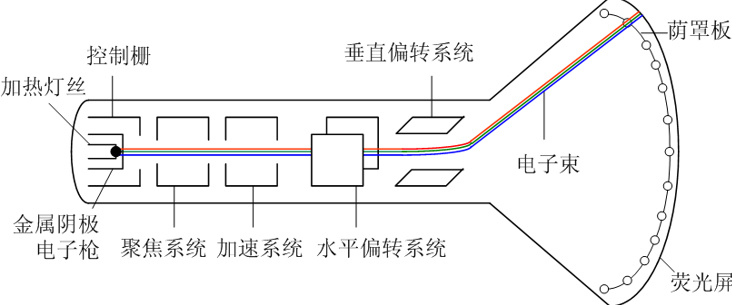 控制栅
垂直偏转系统
荫罩板
加热灯丝
电子束
金属阴极
电子枪
聚焦系统
加速系统
水平偏转系统
荧光屏